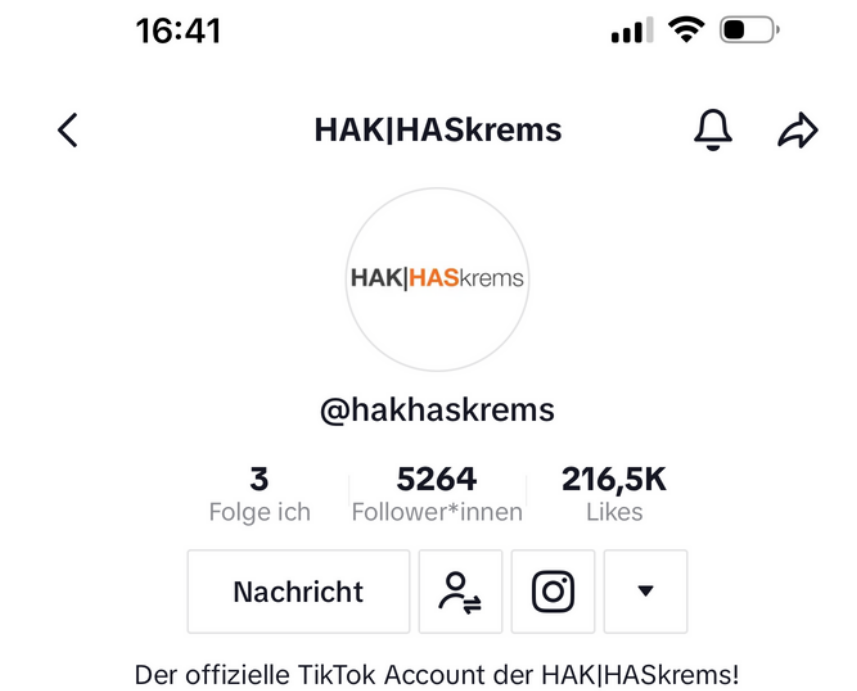 16:41
HAK|HASkrems
HAK|HASkrems
@hakhaskrems
3 5264 216,5K
Folge ich Follower*innen Likes
Nachricht
Der offizielle TikTok Account der HAK|HASkrems!